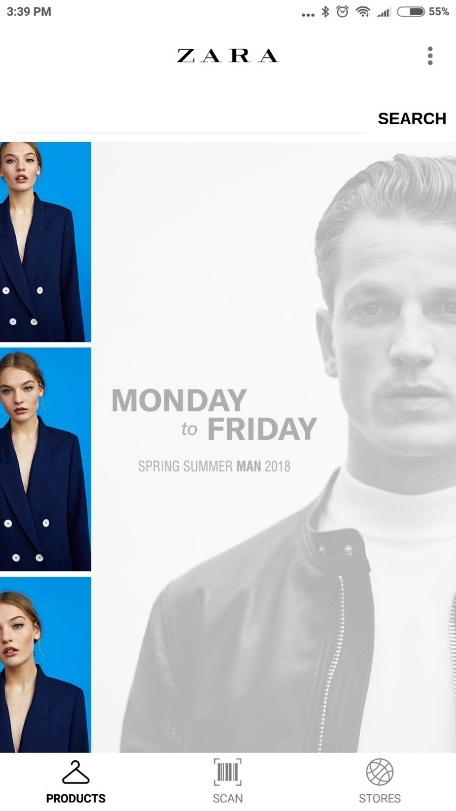 3:39 PM
55%
ZARA
SEARCH
MONDAY
to FRIDAY
SPRING SUMMER MAN 2018
PRODUCTS
SCAN
STORES